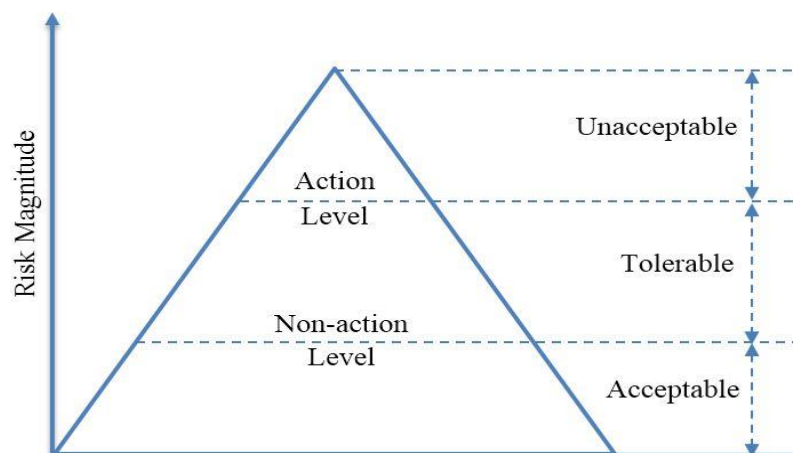 Risk Magnitude
Unacceptable
Action
Level
Tolerable
Non-action
Level
Acceptable